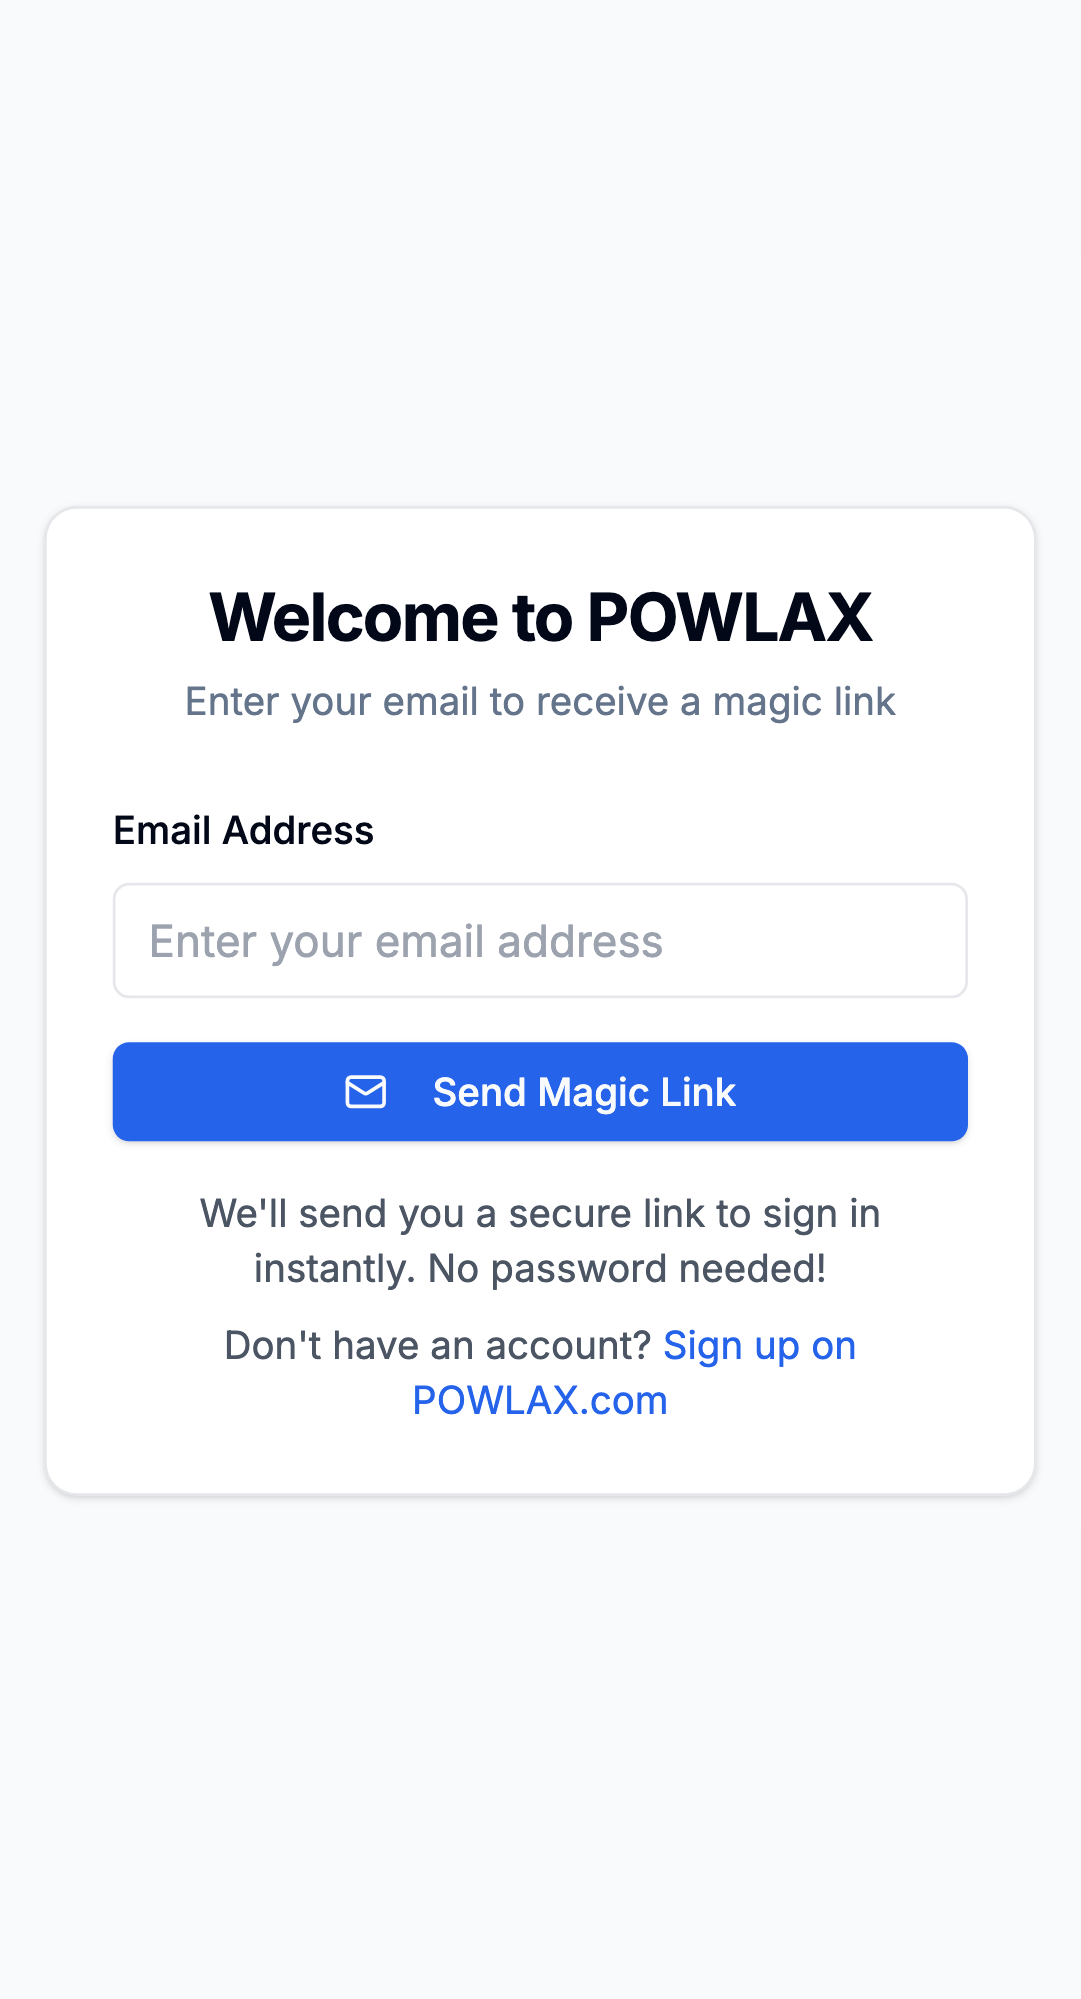 Welcome to POWLAX
Enter your email to receive a magic link
Email Address
Enter your email address
Send Magic Link
We'll send you a secure link to sign in
instantly. No password needed!
Don't have an account? Sign up on
POWLAX.com